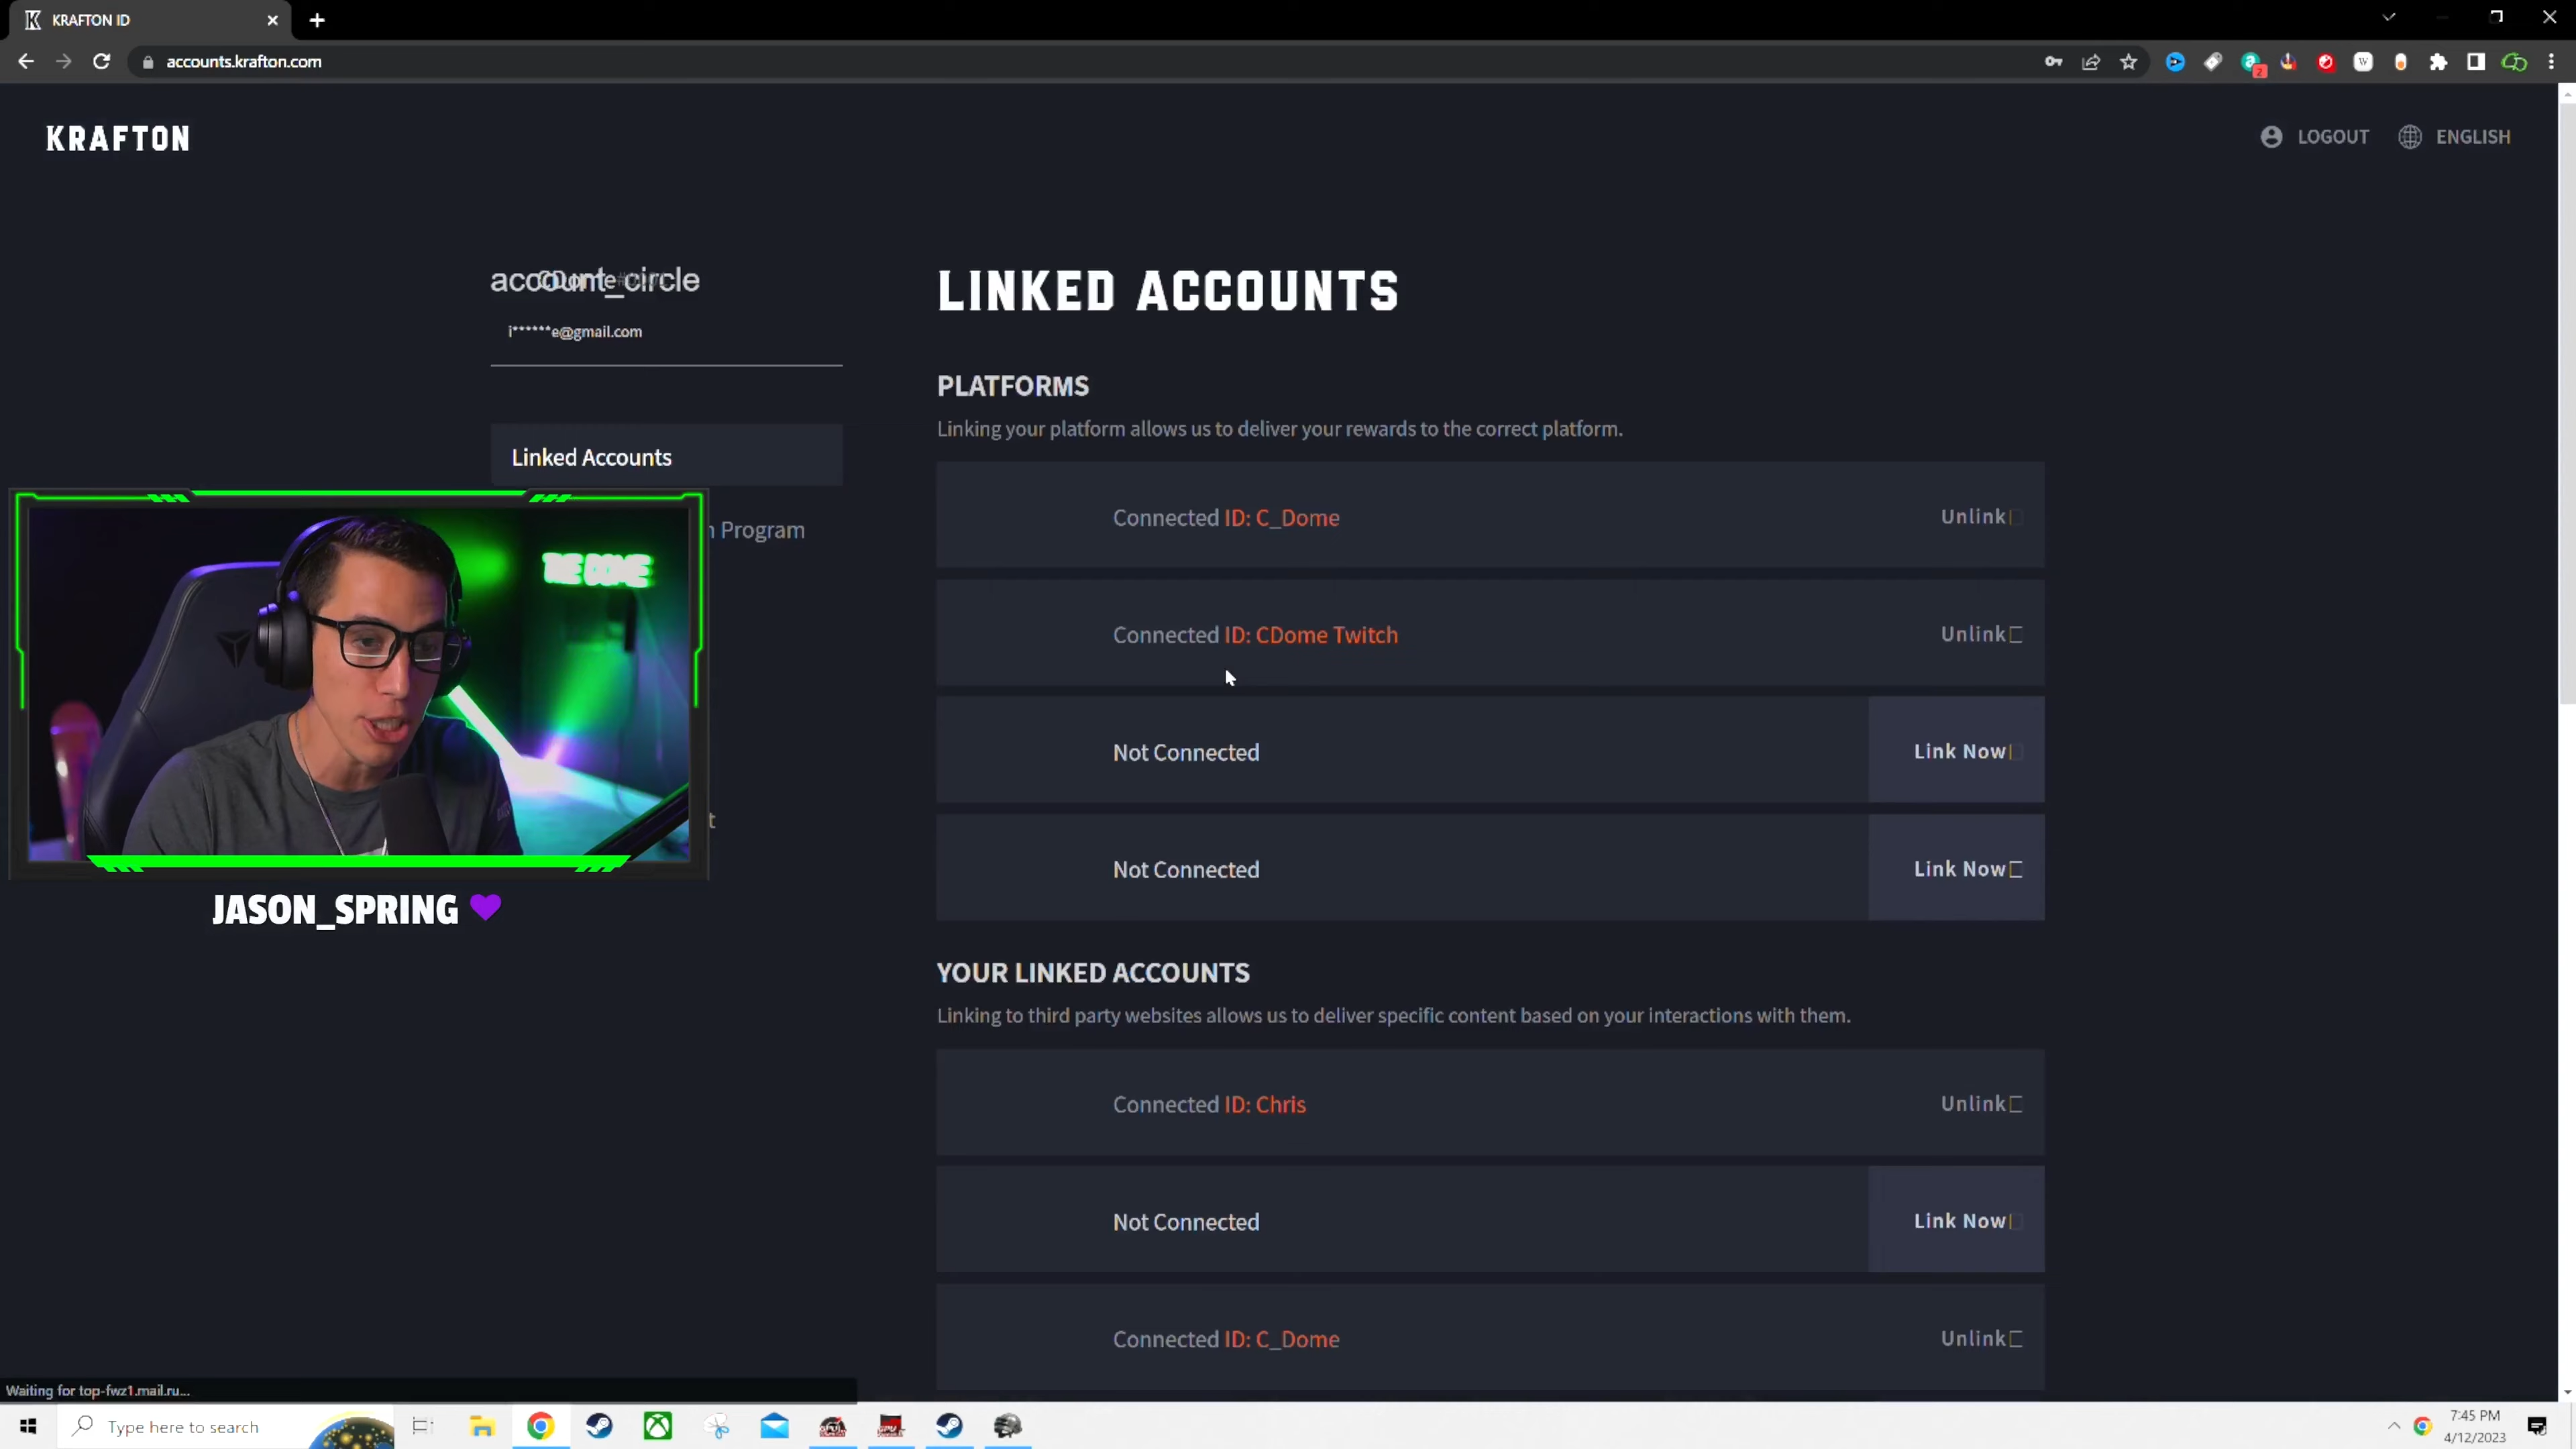 KRAFTON ID
accounts.krafton.com
2
W
KRAFTON
LOGOUT
ENGLISH
account_circle
i******e@gmail.com
Linked Accounts
Program
THE DOME
JASON_SPRING
LINKED ACCOUNTS
PLATFORMS
Linking your platform allows us to deliver your rewards to the correct platform.
Connected ID: C_Dome
Unlink
Connected ID: CDome Twitch
Unlink
Not Connected
Link Now
Not Connected
Link Now
YOUR LINKED ACCOUNTS
Linking to third party websites allows us to deliver specific content based on your interactions with them.
Connected ID: Chris
Unlink
Not Connected
Link Now
Connected ID: C_Dome
Unlink
Waiting for top-fwz1.mail.ru...
Type here to search
7:45 PM
4/12/2023